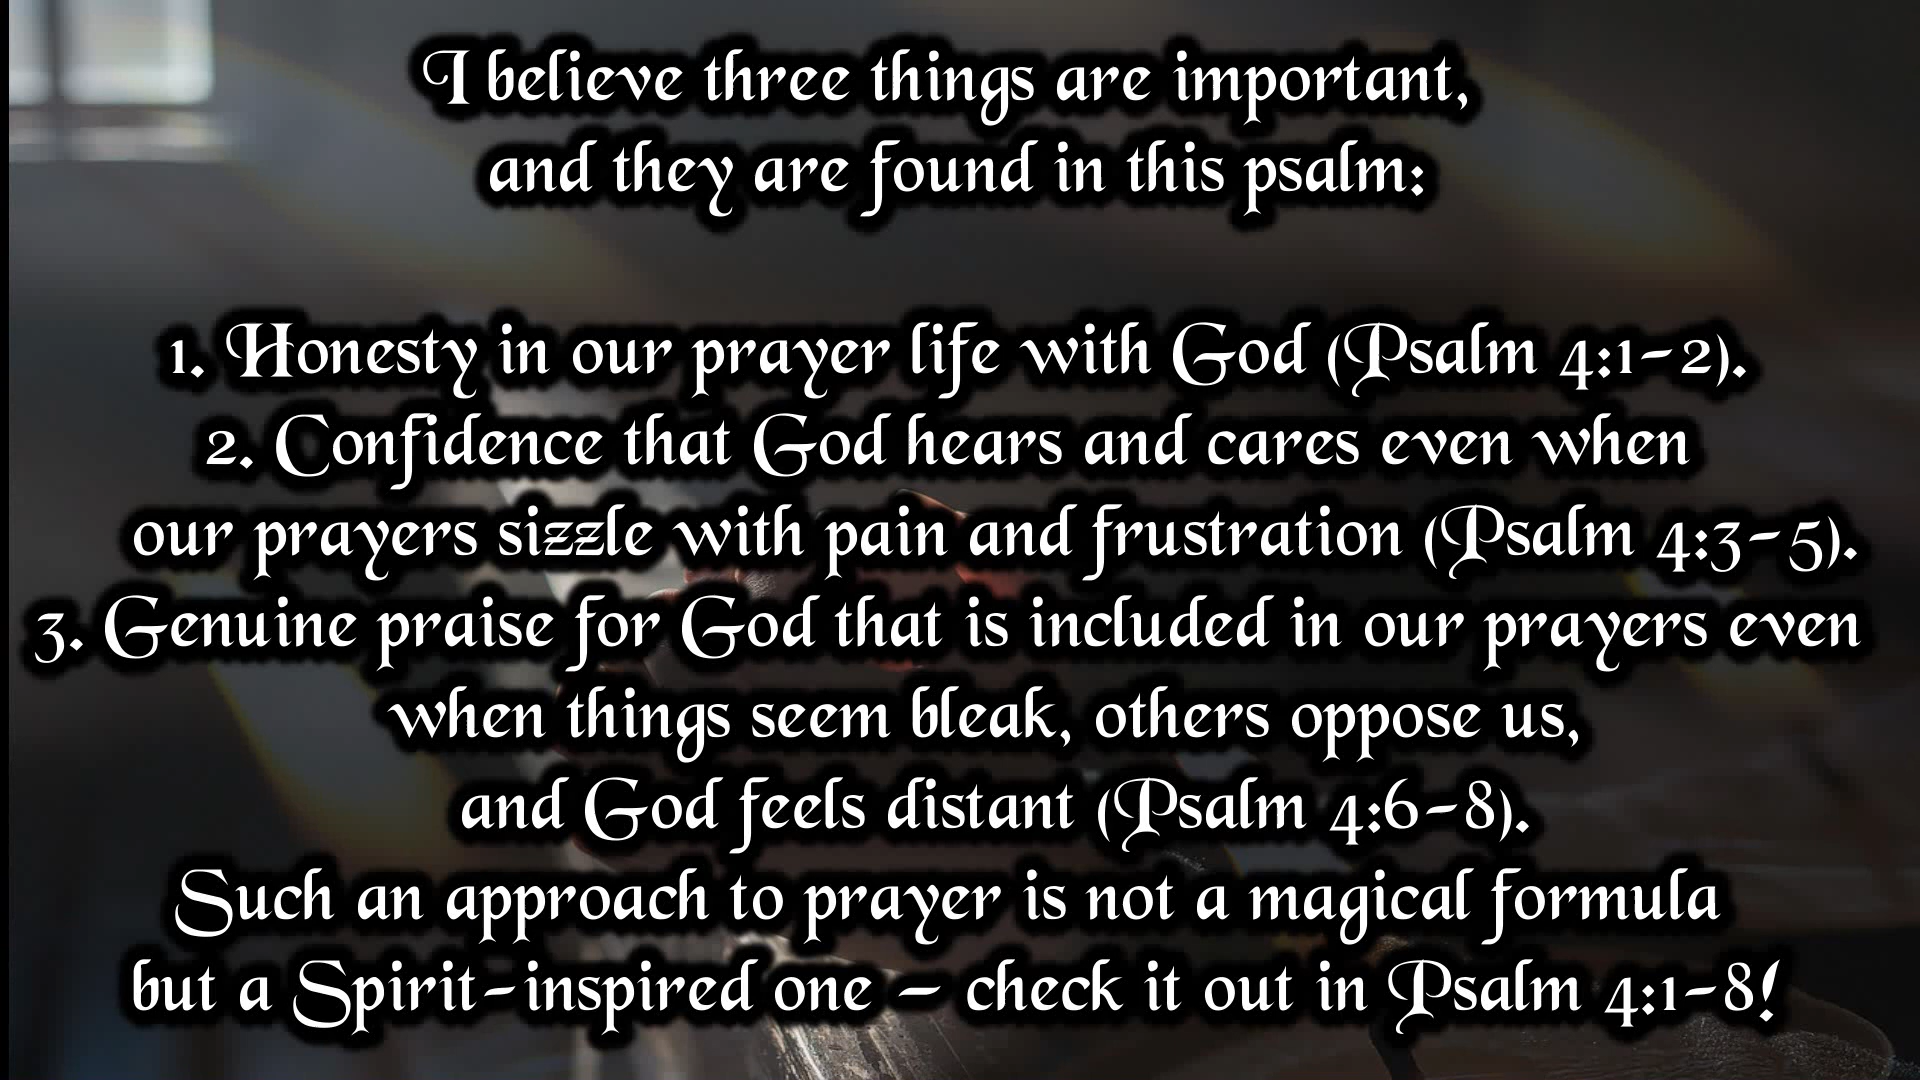 I believe three things are important,
and they are found in this psalm:
1. Honesty in our prayer life with God (Psalm 4:1-2).
2. Confidence that God hears and cares even when
our prayers sizzle with pain and frustration (Psalm 4:3-5).
3. Genuine praise for God that is included in our prayers even
when things seem bleak, others oppose us,
and God feels distant (Psalm 4:6-8).
Such an approach to prayer is not a magical formula
but a Spirit-inspired one – check it out in Psalm 4:1-8!